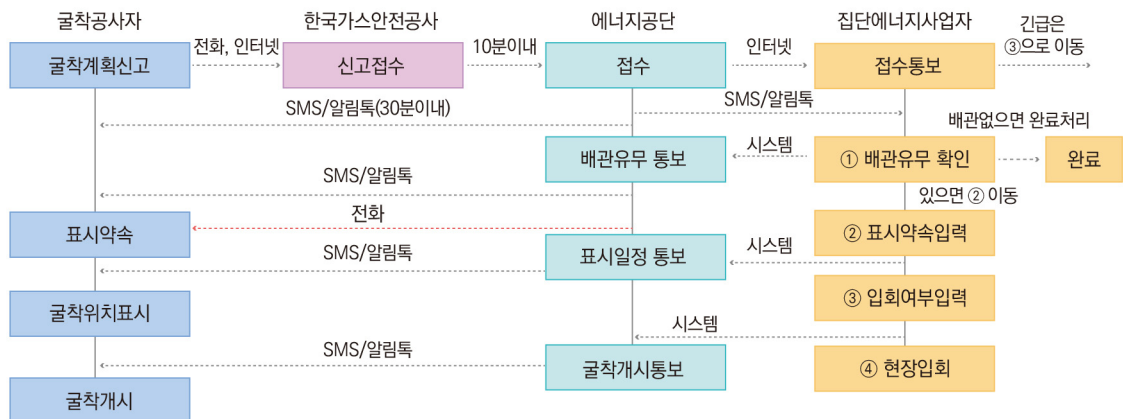 굴착공사자
한국가스안전공사
에너지공단
집단에너지사업자
긴급은
③으로 이동
굴착계획신고
전화, 인터넷
신고접수
10분이내
접수
인터넷
접수통보
SMS/알림톡(30분이내)
SMS/알림톡
배관없으면 완료처리
배관유무 통보
시스템
① 배관유무 확인
완료
SMS/알림톡
있으면 ② 이동
전화
표시약속
② 표시약속입력
SMS/알림톡
표시일정 통보
시스템
굴착위치표시
③ 입회여부입력
시스템
SMS/알림톡
굴착개시통보
④ 현장입회
굴착개시